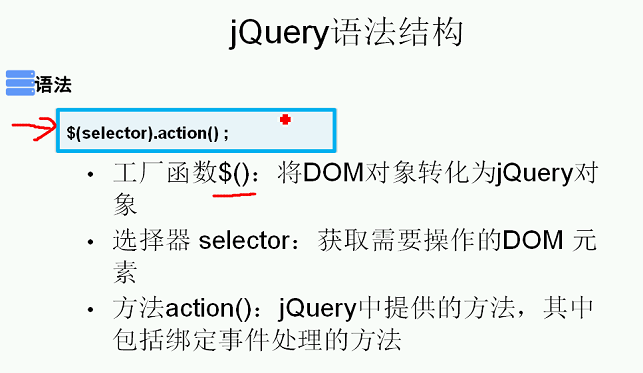 jQuery语法结构
语法
$(selector).action() ;
• 工厂函数$()：将DOM对象转化为jQuery对
象
• 选择器 selector：获取需要操作的DOM 元
素
• 方法action()：jQuery中提供的方法，其中
包括绑定事件处理的方法